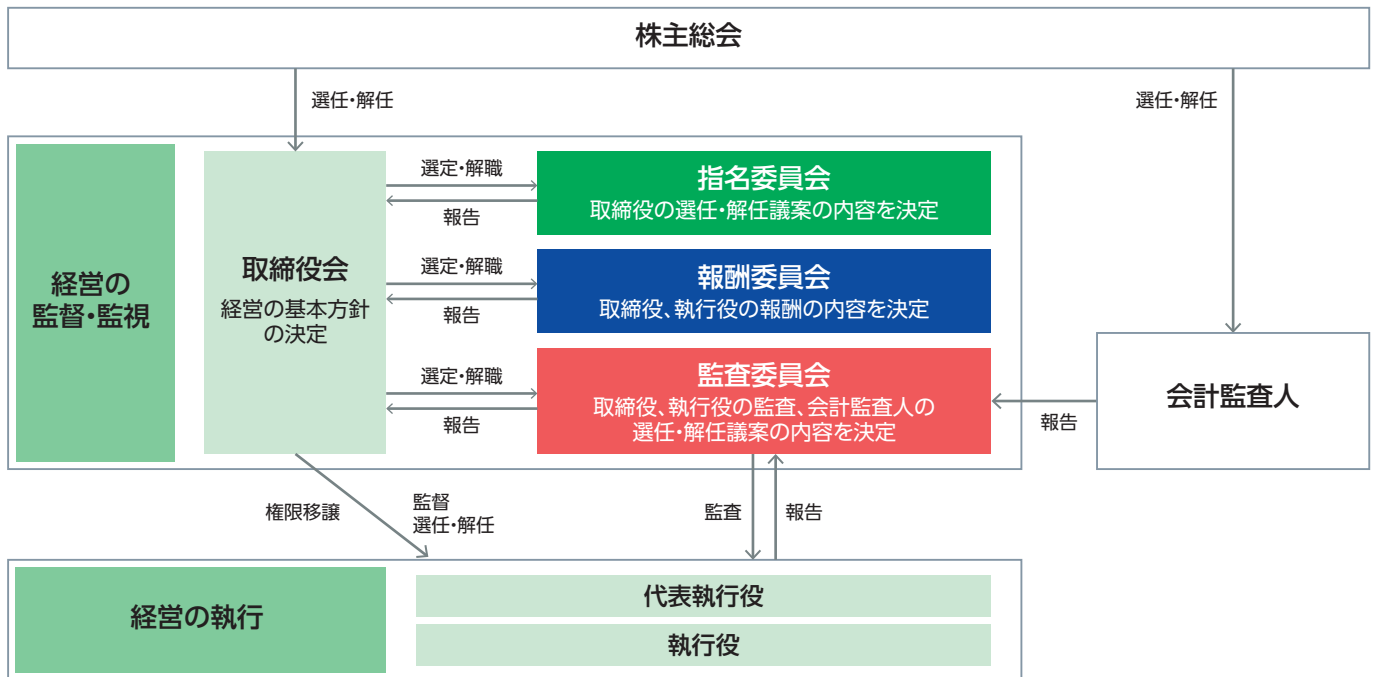 株主総会
選任・解任
選任・解任
経営の
監督・監視
取締役会
経営の基本方針
の決定
選定・解職
報告
指名委員会
取締役の選任・解任議案の内容を決定
選定・解職
報告
報酬委員会
取締役、執行役の報酬の内容を決定
選定・解職
報告
監査委員会
取締役、執行役の監査、会計監査人の
選任・解任議案の内容を決定
報告
会計監査人
権限移譲
監督
選任・解任
監査
報告
経営の執行
代表執行役
執行役